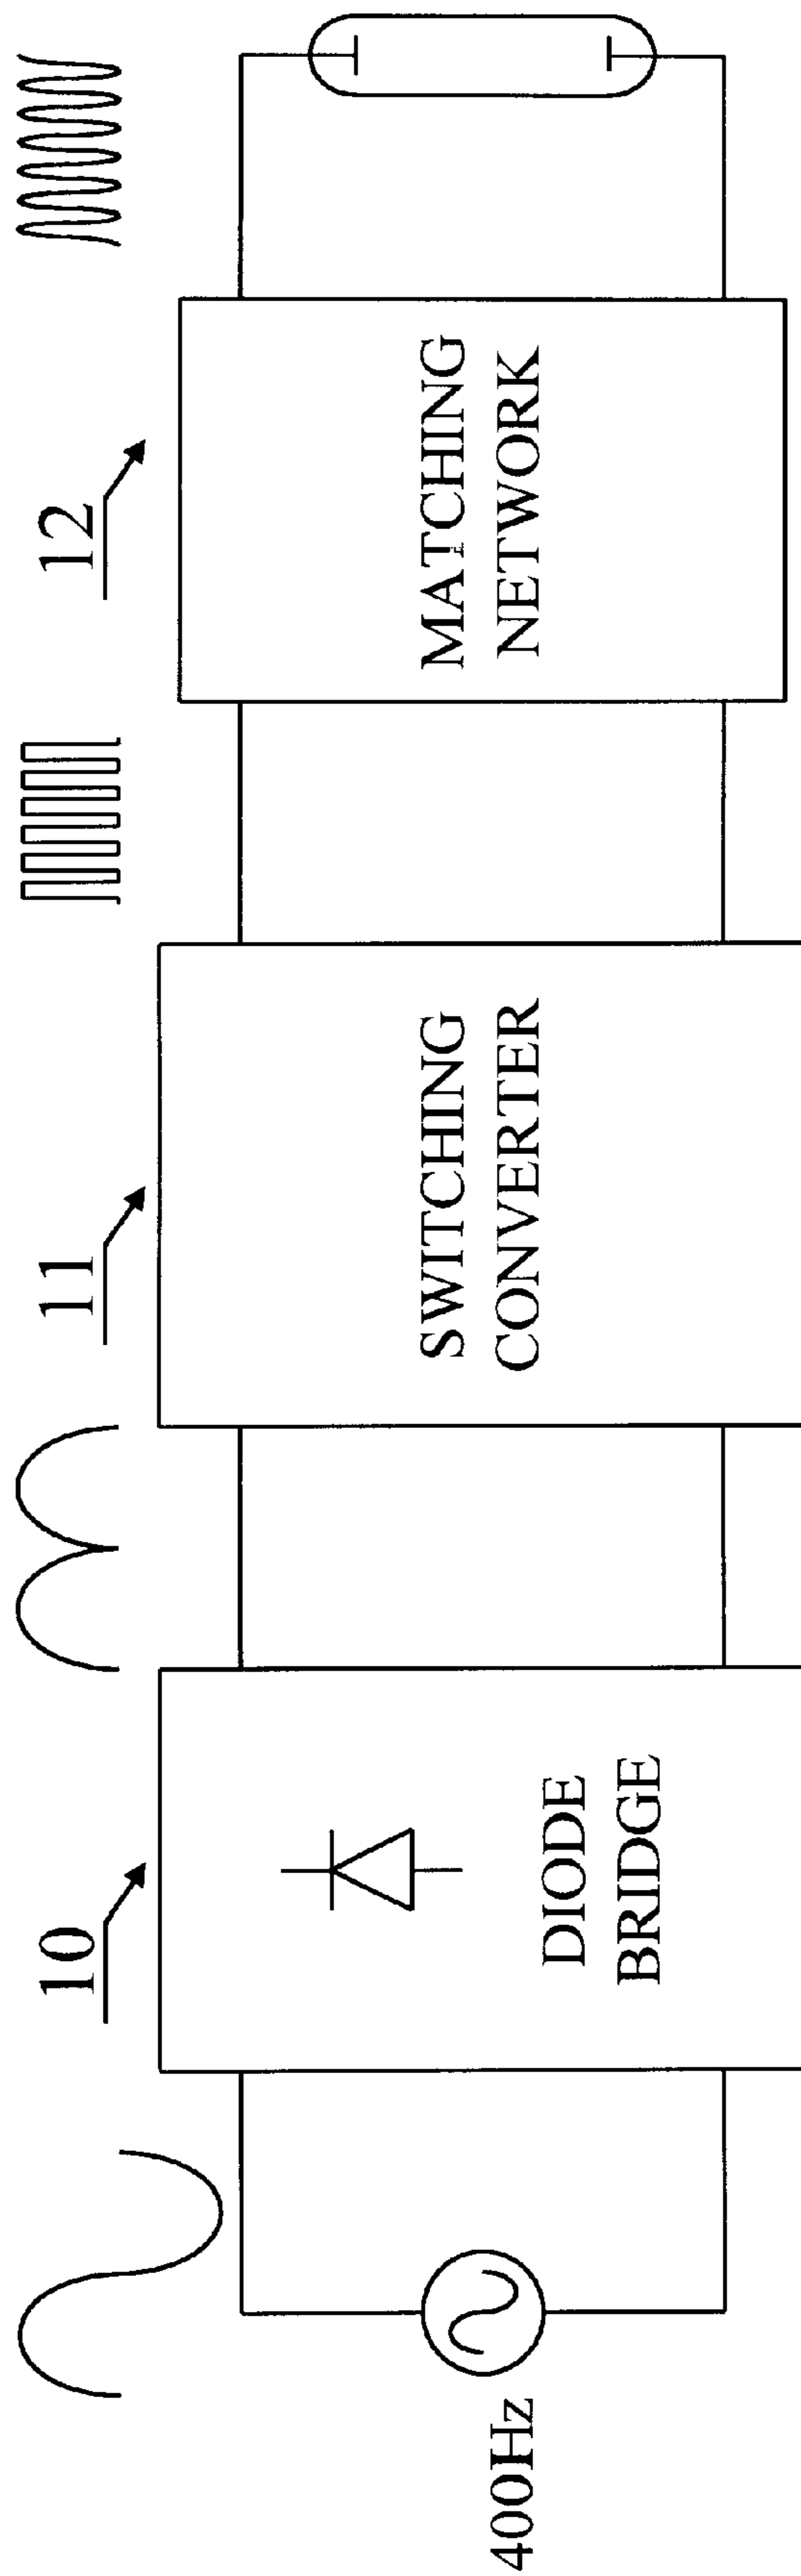 10
11
12
400Hz
DIODE
BRIDGE
SWITCHING
CONVERTER
MATCHING
NETWORK